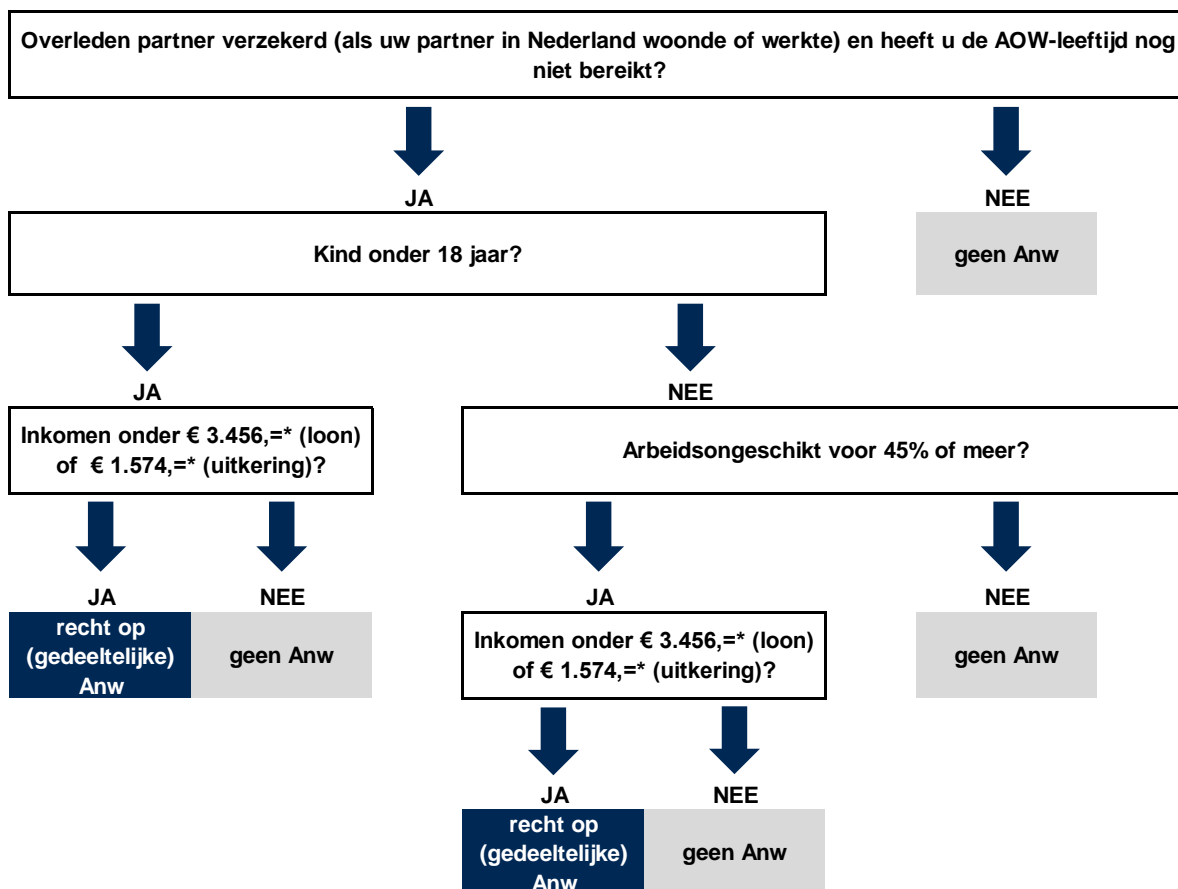 Overleden partner verzekerd (als uw partner in Nederland woonde of werkte) en heeft u de AOW-leeftijd nog
niet bereikt?
JA
NEE
Kind onder 18 jaar?
geen Anw
JA
NEE
Inkomen onder € 3.456,=* (loon)
of € 1.574,=* (uitkering)?
Arbeidsongeschikt voor 45% of meer?
JA
NEE
JA
NEE
recht op
(gedeeltelijke)
Anw
geen Anw
Inkomen onder € 3.456,=* (loon)
of € 1.574,=* (uitkering)?
geen Anw
JA
NEE
recht op
(gedeeltelijke)
Anw
geen Anw